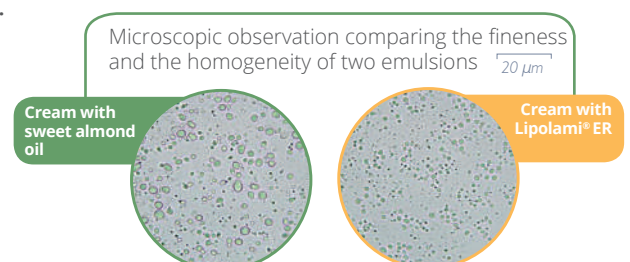 .
Microscopic observation comparing the fineness
and the homogeneity of two emulsions
20 μm
Cream with
sweet almond
oil
Cream with
Lipolami® ER